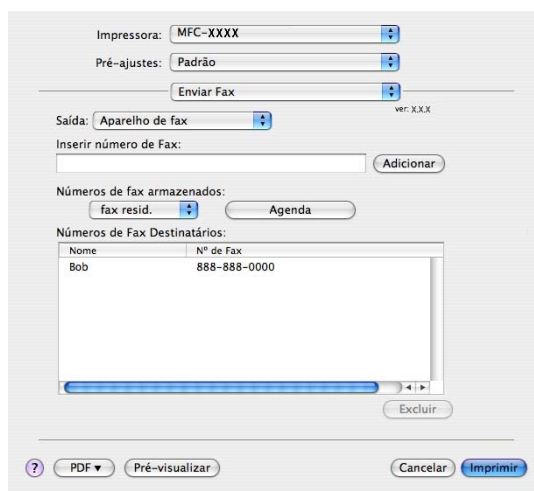 Impressora: MFC-XXXX
Pré-ajustes: Padrão
Enviar Fax
ver: X.X.X
Saída: Aparelho de fax
Inserir número de Fax:
Adicionar
Números de fax armazenados:
fax resid. Agenda
Números de Fax Destinatários:
Nome Nº de Fax
Bob 888-888-0000
Excluir
? PDF Pré-visualizar Cancelar Imprimir